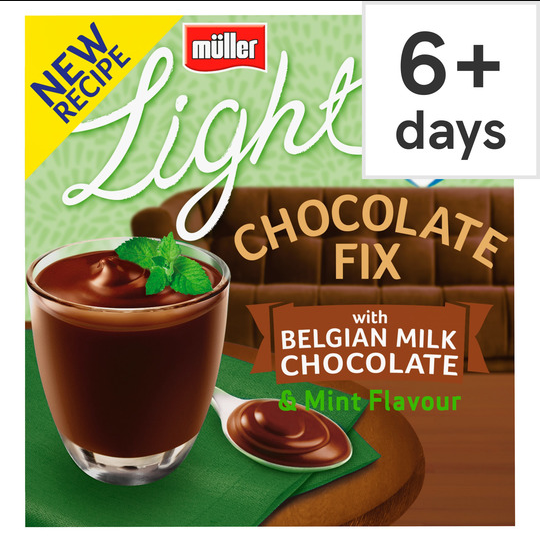 NEW
RECIPE
müller
Light
6+
days
CHOCOLATE
FIX
with
BELGIAN MILK
CHOCOLATE
& Mint Flavour